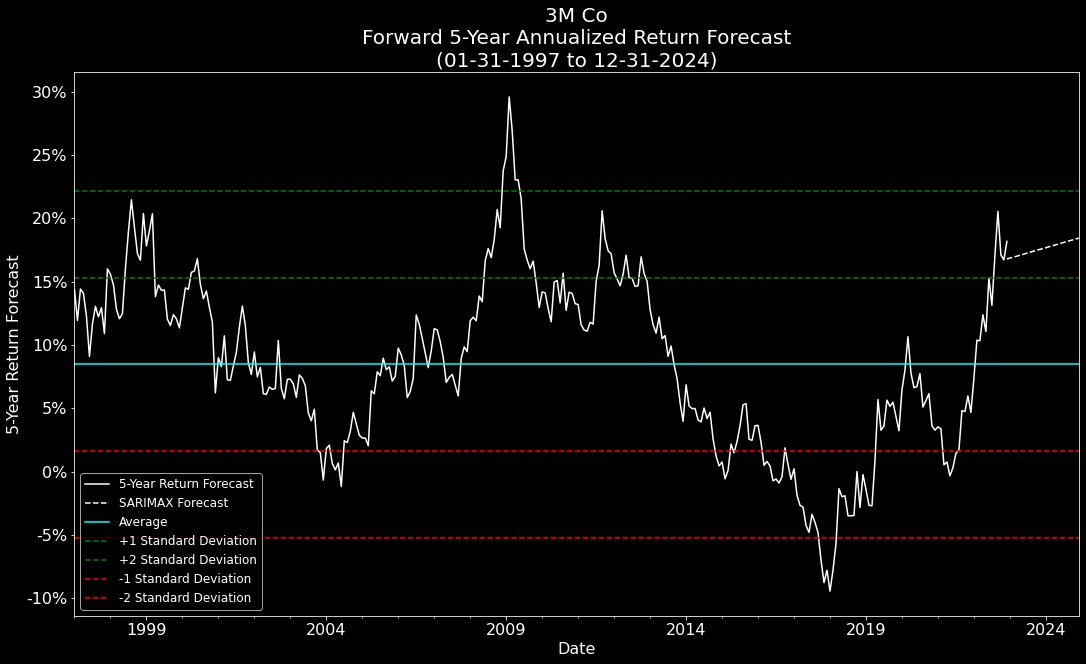 3M Co
Forward 5-Year Annualized Return Forecast
(01-31-1997 to 12-31-2024)
30%
25%
20%
15%
10%
5%
0%
-5%
-10%
5-Year Return Forecast
5-Year Return Forecast
SARIMAX Forecast
Average
+1 Standard Deviation
+2 Standard Deviation
-1 Standard Deviation
-2 Standard Deviation
1999
2004
2009
2014
2019
2024
Date